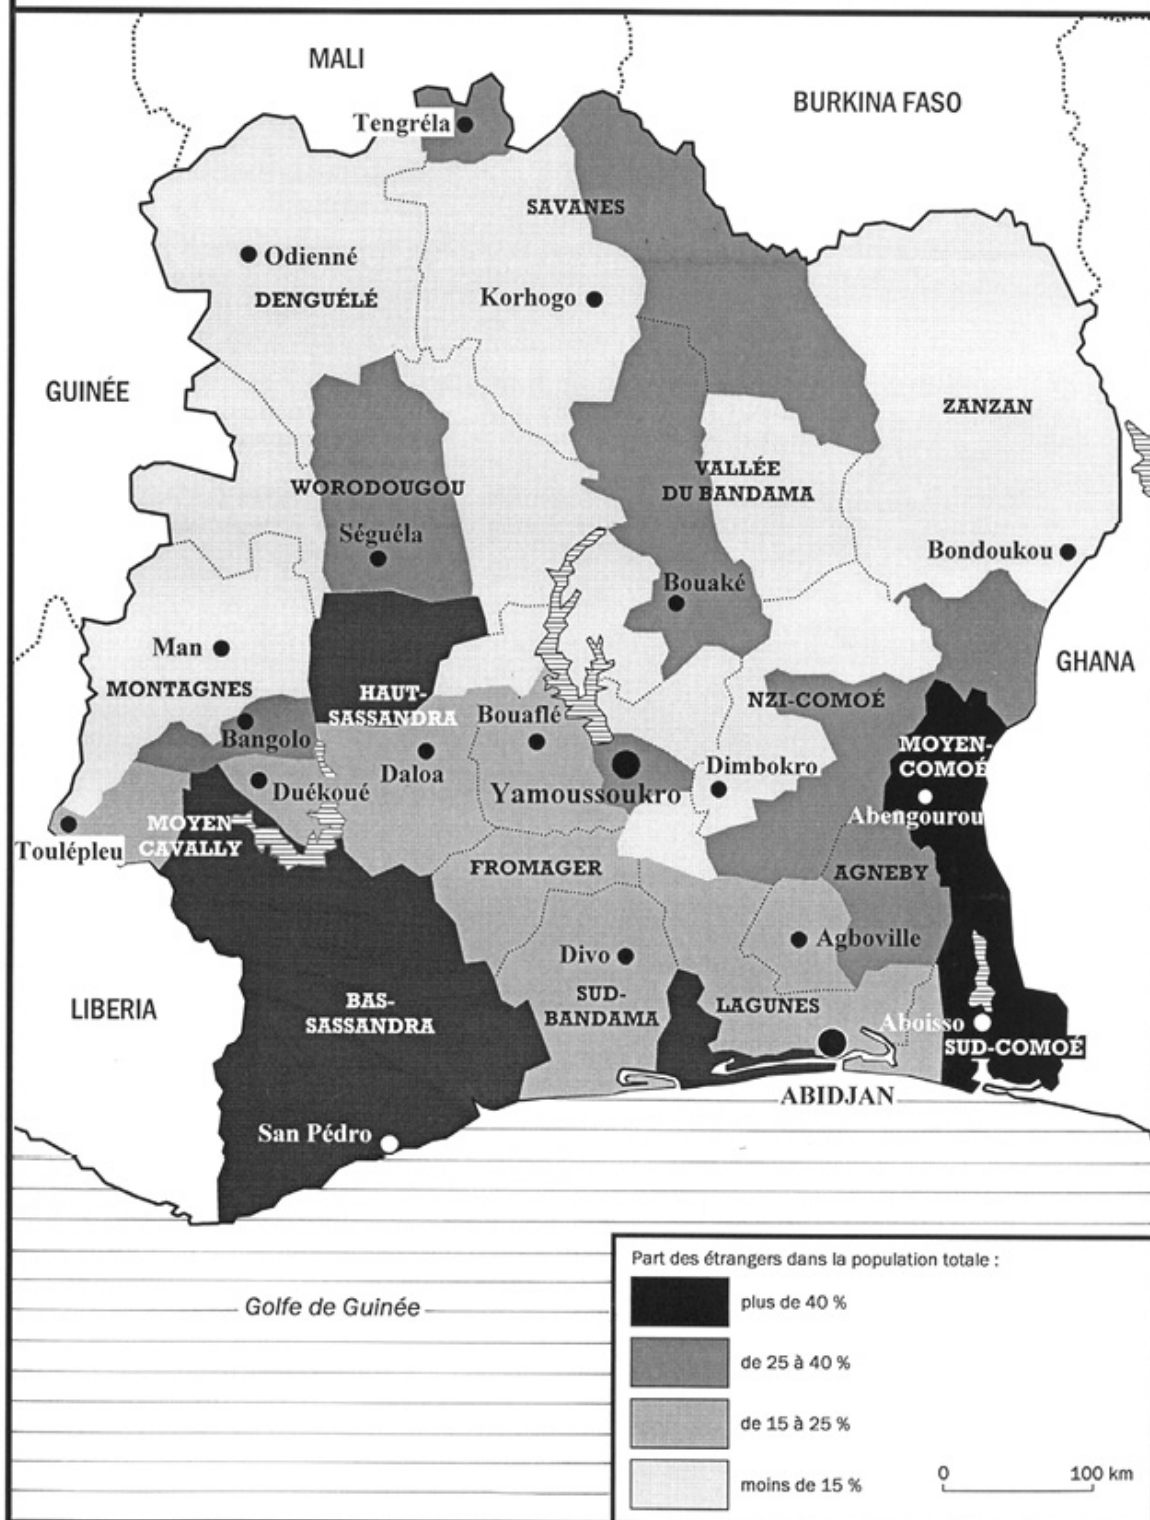 MALI
BURKINA FASO
Tengréla
SAVANES
Odienné
DENGUÉLÉ
Korhogo
GUINÉE
ZANZAN
VALLÉE
DU BANDAMA
WORODOUGOU
Séguéla
Bondoukou
Bouaké
Man
MONTAGNES
GHANA
HAUT-
SASSANDRA
NZI-COMOÉ
Bouaflé
Bangolo
MOYEN-
COMOÉ
Daloa
Dimbokro
Duékoué
Yamoussoukro
Abengourou
MOYEN
CAVALLY
Toulépleu
FROMAGER
AGNEBY
Agboville
Divo
LIBERIA
BAS-
SASSANDRA
SUD-
BANDAMA
LAGUNES
Aboisso
SUD-COMOÉ
ABIDJAN
San Pédro
Golfe de Guinée
Part des étrangers dans la population totale :
plus de 40 %
de 25 à 40 %
de 15 à 25 %
moins de 15 %
0 100 km